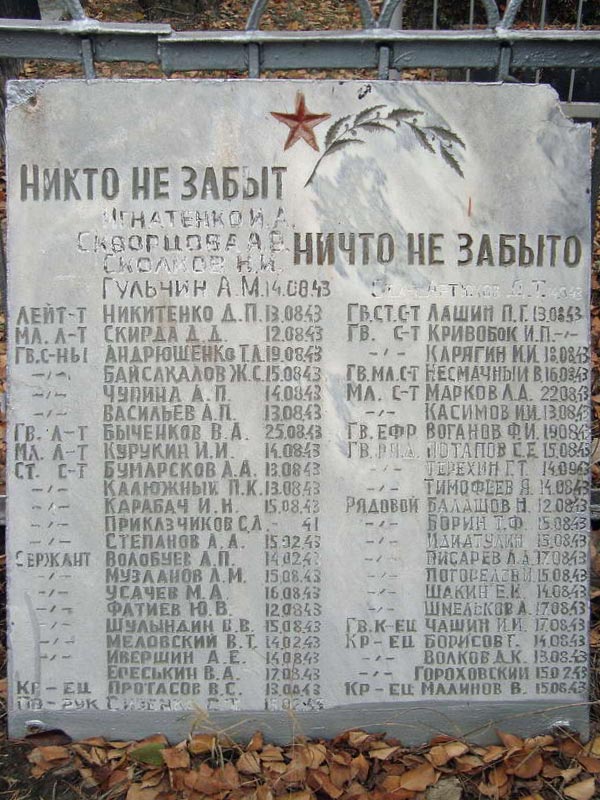 НИКТО НЕ ЗАБЫТ
НИЧТО НЕ ЗАБЫТО
ИГНАТЕНКО И.А.
СКВОРЦОВА А.В.
СКОЛКОВ Н.И.
ГУЛЬЧИН А.М. 14.08.43
ЛЕЙТ-Т НИКИТЕНКО Д.П. 13.08.43
МЛ. Л-Т СКИРДА Д.Д. 12.08.43
ГВ.С-НЫ АНДРЮЩЕНКО Т.А. 19.08.43
-/- БАЙСАКАЛОВ Ж.С. 15.08.43
-/- ЧУПИНА А.П. 14.08.43
-/- ВАСИЛЬЕВ А.П. 13.08.43
ГВ. Л-Т БЫЧЕНКОВ В.А. 25.08.43
МЛ. Л-Т КУРУКИН И.И. 14.08.43
СТ. С-Т БУМАРСКОВ А.А. 13.08.43
-/- КАЛЮЖНЫЙ П.К. 13.08.43
-/- КАРАБАЧ И.Н. 15.08.43
-/- ПРИКАЗЧИКОВ С.Л. - 41
-/- СТЕПАНОВ А.А. 15.02.43
СЕРЖАНТ ВОЛОБУЕВ А.П. 14.02.43
-/- МУЗЛАНОВ Л.М. 15.08.43
-/- УСАЧЕВ М.А. 16.08.43
-/- ФАТИЕВ Ю.В. 12.08.43
-/- ШУЛЫНДИН В.В. 15.08.43
-/- МЕЛОВСКИЙ В.Т. 14.02.43
-/- ИВЕРШИН А.Е. 14.08.43
-/- ЕРЕСЬКИН В.А. 17.08.43
КР-ЕЦ ПРОТАСОВ В.С. 13.08.43
ГВ.СТ.С-Т ЛАШИН П.Г. 13.08.43
ГВ. С-Т КРИВОБОК И.П. -/-
-/- КАРЯГИН И.И. 18.08.43
ГВ.МЛ.С-Т НЕСМАЧНЫЙ В. 16.08.43
МЛ. С-Т МАРКОВ Л.А. 22.08.43
-/- КАСИМОВ И.И. 13.08.43
ГВ.ЕФР ВОГАНОВ Ф.И. 19.08.43
ГВ.РЯД. ПОТАПОВ С.Е. 15.08.43
-/- ТЕРЕХИН Г.Т. 14.09.43
-/- ТИМОФЕЕВ Я. 14.08.43
РЯДОВОЙ БАЛАШОВ Н. 12.08.43
-/- БОРИН Т.Ф. 15.08.43
-/- ИДИАТУЛИН 15.08.43
-/- ПИСАРЕВ Л.А. 17.08.43
-/- ПОГОРЕЛОВ И. 15.08.43
-/- ШАКИН Е.И. 14.08.43
-/- ШМЕЛЬКОВ А. 17.08.43
ГВ.К-ЕЦ ЧАШИН И.И. 17.08.43
КР-ЕЦ БОРИСОВ Г. 14.08.43
-/- ВОЛКОВ Д.К. 13.08.43
-/- ГОРОХОВСКИЙ 15.02.43
КР-ЕЦ МАЛИНОВ В. 15.08.43